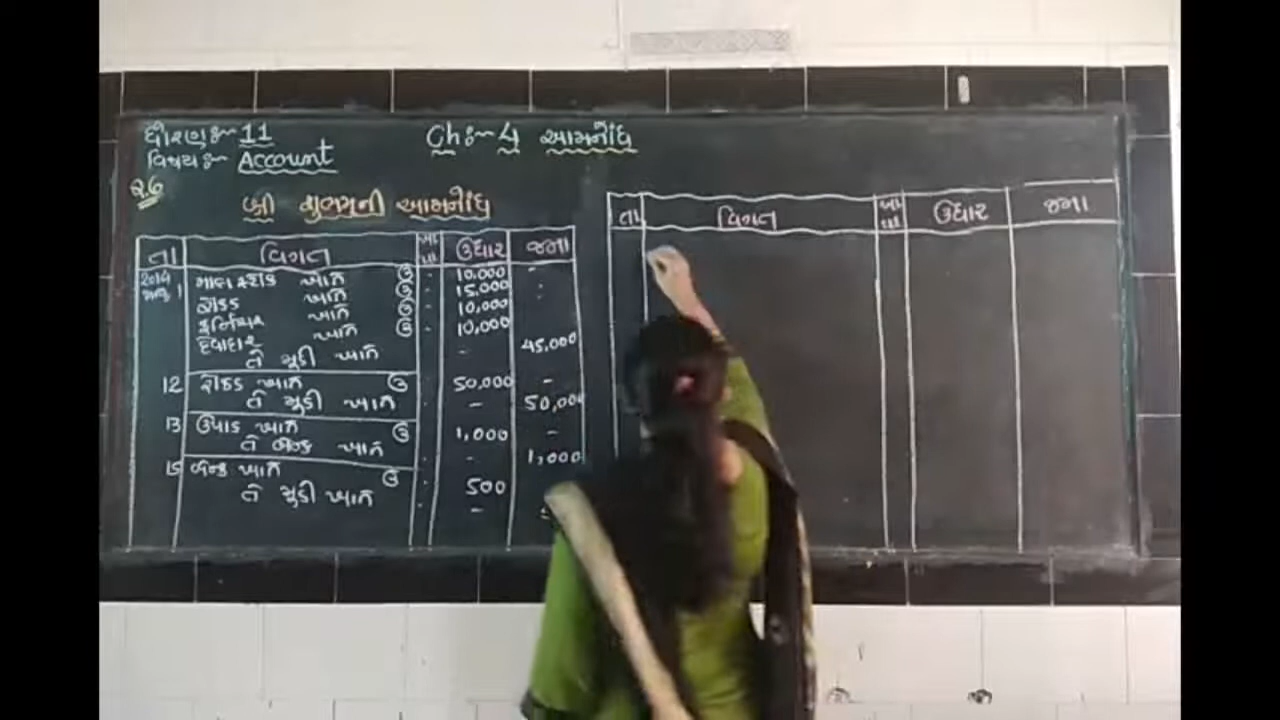 ધોરણ:~ 11
વિષય:~ Account
Ch:~ 4 આમનોંધ
ચ.6
શ્રી ની આમનોંધ
તા વિગત ખા પા ઉધાર જમા
2014 1 માલ સ્ટોક ખાતે ઉ - 10,000 -
રોકડ ખાતે ઉ - 15,000 -
ફર્નિચર ખાતે ઉ - 10,000
દેવાદાર ખાતે ઉ - 10,000
તે મૂડી ખાતે - 45,000
12 રોકડ ખાતે ઉ - 50,000 -
તે મૂડી ખાતે - - 50,000
13 ઉપાડ ખાતે ઉ - 1,000 -
તે બેન્ક ખાતે - - 1,000
15 બેન્ક ખાતે ઉ - 500
તે મૂડી ખાતે - -
તા વિગત ખા પા ઉધાર જમા